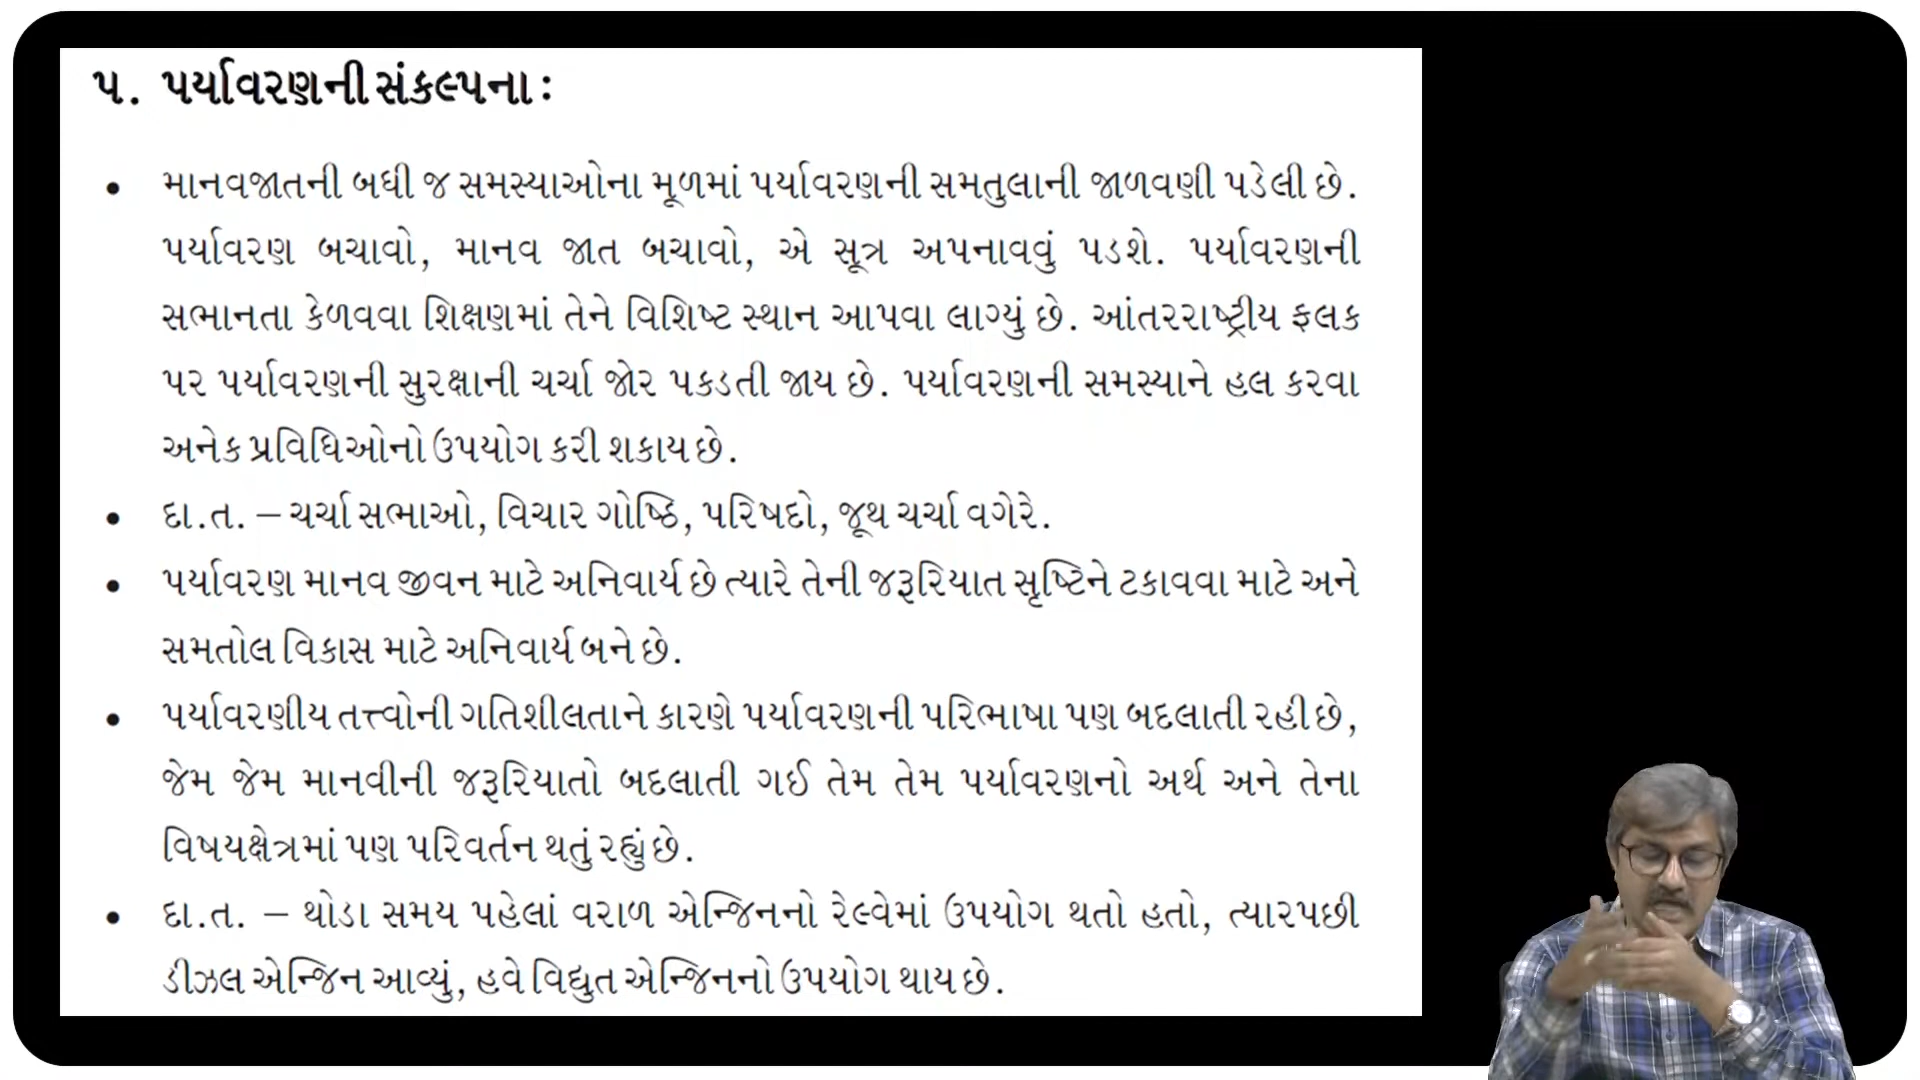 ૫. પર્યાવરણની સંકલ્પના :
• માનવજાતની બધી જ સમસ્યાઓના મૂળમાં પર્યાવરણની સમતુલાની જાળવણી પડેલી છે.
પર્યાવરણ બચાવો, માનવ જાત બચાવો, એ સૂત્ર અપનાવવું પડશે. પર્યાવરણની
સભાનતા કેળવવા શિક્ષણમાં તેને વિશિષ્ટ સ્થાન આપવા લાગ્યું છે. આંતરરાષ્ટ્રીય ફલક
પર પર્યાવરણની સુરક્ષાની ચર્ચા જોર પકડતી જાય છે. પર્યાવરણની સમસ્યાને હલ કરવા
અનેક પ્રવિધિઓનો ઉપયોગ કરી શકાય છે.
• દા.ત. – ચર્ચા સભાઓ, વિચાર ગોષ્ઠિ, પરિષદો, જૂથ ચર્ચા વગેરે.
• પર્યાવરણ માનવ જીવન માટે અનિવાર્ય છે ત્યારે તેની જરૂરિયાત સૃષ્ટિને ટકાવવા માટે અને
સમતોલ વિકાસ માટે અનિવાર્ય બને છે.
• પર્યાવરણીય તત્ત્વોની ગતિશીલતાને કારણે પર્યાવરણની પરિભાષા પણ બદલાતી રહી છે,
જેમ જેમ માનવીની જરૂરિયાતો બદલાતી ગઈ તેમ તેમ પર્યાવરણનો અર્થ અને તેના
વિષયક્ષેત્રમાં પણ પરિવર્તન થતું રહ્યું છે.
• દા.ત. – થોડા સમય પહેલાં વરાળ એન્જિનનો રેલ્વેમાં ઉપયોગ થતો હતો, ત્યારપછી
ડીઝલ એન્જિન આવ્યું, હવે વિદ્યુત એન્જિનનો ઉપયોગ થાય છે.